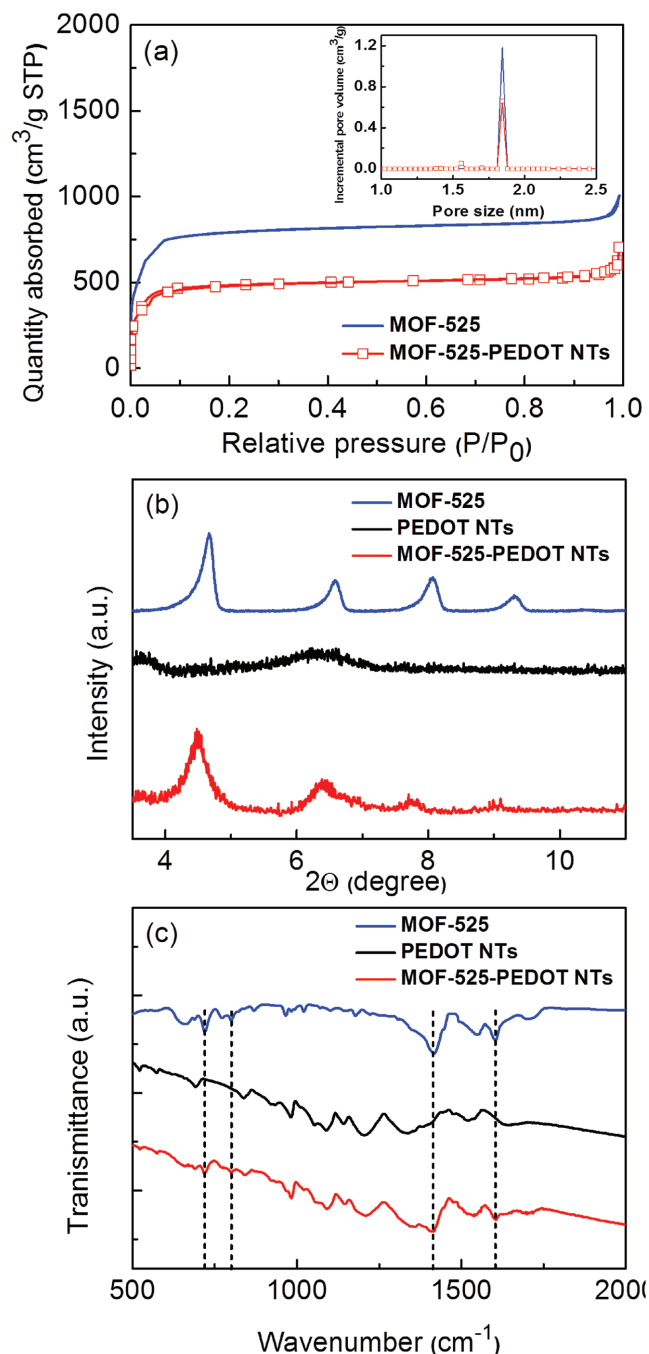 (a)
Quantity absorbed (cm³/g STP)
2000
1500
1000
500
0
0.0 0.2 0.4 0.6 0.8 1.0
Relative pressure (P/P₀)
MOF-525
MOF-525-PEDOT NTs
Incremental pore volume (cm³/g)
1.2
0.8
0.4
0.0
1.0 1.5 2.0 2.5
Pore size (nm)
(b)
MOF-525
PEDOT NTs
MOF-525-PEDOT NTs
Intensity (a.u.)
4 6 8 10
2Θ (degree)
(c)
MOF-525
PEDOT NTs
MOF-525-PEDOT NTs
Tranismittance (a.u.)
500 1000 1500 2000
Wavenumber (cm⁻¹)